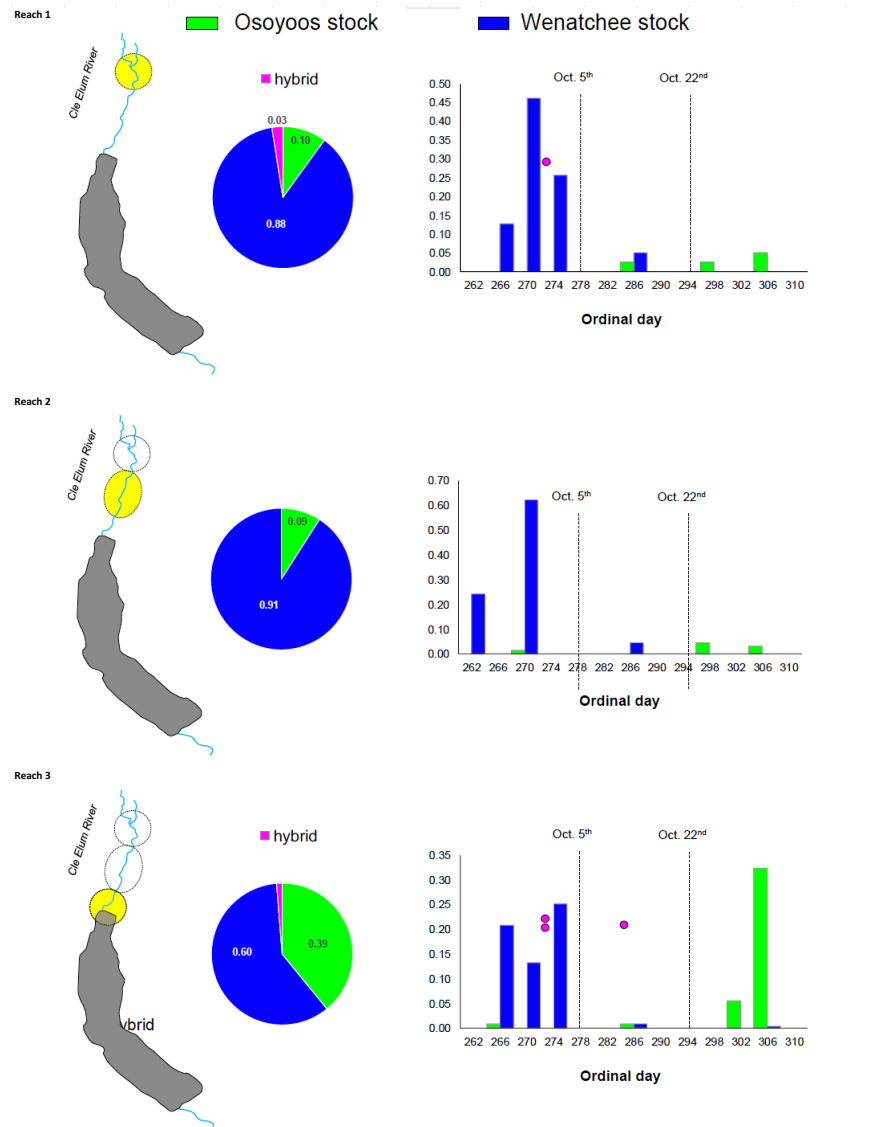 Reach 1
Osoyoos stock
Wenatchee stock
Cle Elum River
hybrid
0.03
0.10
0.88
Oct. 5th
Oct. 22nd
0.50
0.45
0.40
0.35
0.30
0.25
0.20
0.15
0.10
0.05
0.00
262 266 270 274 278 282 286 290 294 298 302 306 310
Ordinal day
Reach 2
Cle Elum River
0.09
0.91
Oct. 5th
Oct. 22nd
0.70
0.60
0.50
0.40
0.30
0.20
0.10
0.00
262 266 270 274 278 282 286 290 294 298 302 306 310
Ordinal day
Reach 3
Cle Elum River
hybrid
0.39
0.60
ybrid
Oct. 5th
Oct. 22nd
0.35
0.30
0.25
0.20
0.15
0.10
0.05
0.00
262 266 270 274 278 282 286 290 294 298 302 306 310
Ordinal day